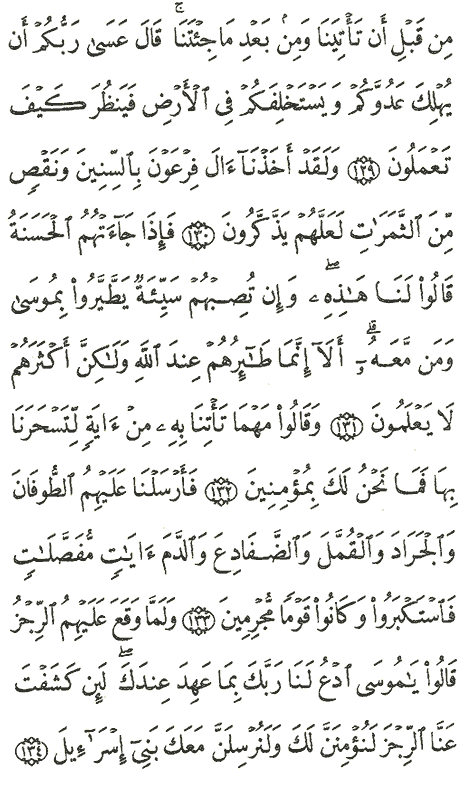 مِن قَبۡلِ أَن تَأۡتِيَنَا وَمِنۢ بَعۡدِ مَا جِئۡتَنَاۚ قَالَ عَسَىٰ رَبُّكُمۡ أَن
يُهۡلِكَ عَدُوَّكُمۡ وَيَسۡتَخۡلِفَكُمۡ فِي ٱلۡأَرۡضِ فَيَنظُرَ كَيۡفَ
تَعۡمَلُونَ ١٢٩ وَلَقَدۡ أَخَذۡنَآ ءَالَ فِرۡعَوۡنَ بِٱلسِّنِينَ وَنَقۡصٖ
مِّنَ ٱلثَّمَرَٰتِ لَعَلَّهُمۡ يَذَّكَّرُونَ ١٣٠ فَإِذَا جَآءَتۡهُمُ ٱلۡحَسَنَةُ
قَالُواْ لَنَا هَٰذِهِۦۖ وَإِن تُصِبۡهُمۡ سَيِّئَةٞ يَطَّيَّرُواْ بِمُوسَىٰ
وَمَن مَّعَهُۥٓۗ أَلَآ إِنَّمَا طَٰٓئِرُهُمۡ عِندَ ٱللَّهِ وَلَٰكِنَّ أَكۡثَرَهُمۡ
لَا يَعۡلَمُونَ ١٣١ وَقَالُواْ مَهۡمَا تَأۡتِنَا بِهِۦ مِنۡ ءَايَةٖ لِّتَسۡحَرَنَا
بِهَا فَمَا نَحۡنُ لَكَ بِمُؤۡمِنِينَ ١٣٢ فَأَرۡسَلۡنَا عَلَيۡهِمُ ٱلطُّوفَانَ
وَٱلۡجَرَادَ وَٱلۡقُمَّلَ وَٱلضَّفَادِعَ وَٱلدَّمَ ءَايَٰتٖ مُّفَصَّلَٰتٖ
فَٱسۡتَكۡبَرُواْ وَكَانُواْ قَوۡمٗا مُّجۡرِمِينَ ١٣٣ وَلَمَّا وَقَعَ عَلَيۡهِمُ ٱلرِّجۡزُ
قَالُواْ يَٰمُوسَى ٱدۡعُ لَنَا رَبَّكَ بِمَا عَهِدَ عِندَكَۖ لَئِن كَشَفۡتَ
عَنَّا ٱلرِّجۡزَ لَنُؤۡمِنَنَّ لَكَ وَلَنُرۡسِلَنَّ مَعَكَ بَنِيٓ إِسۡرَٰٓءِيلَ ١٣٤